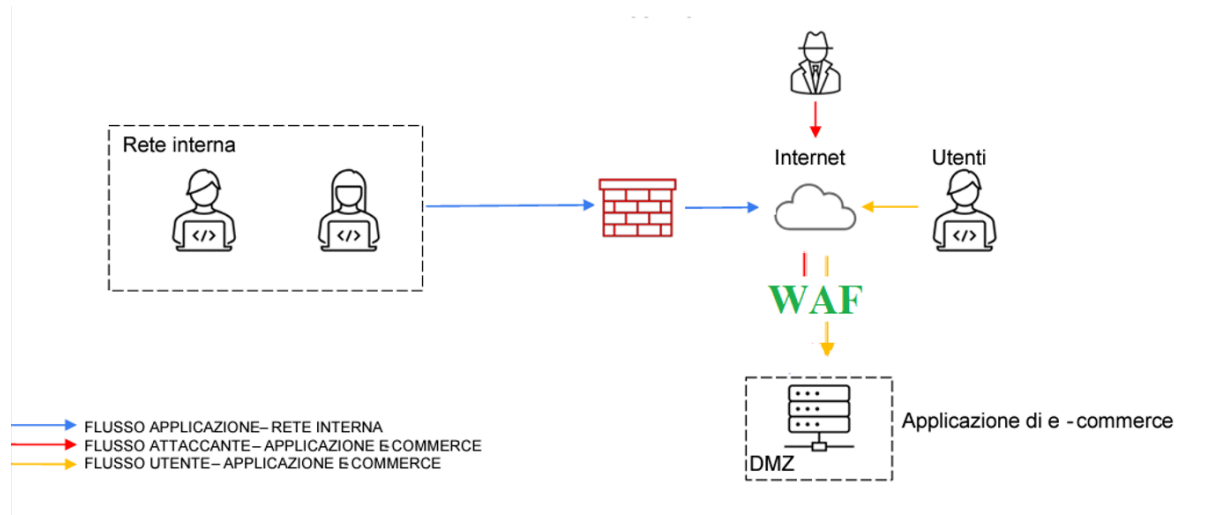 Rete interna
</>
</>
Internet
Utenti
</>
WAF
Applicazione di e - commerce
DMZ
FLUSSO APPLICAZIONE– RETE INTERNA
FLUSSO ATTACCANTE – APPLICAZIONE E-COMMERCE
FLUSSO UTENTE – APPLICAZIONE E-COMMERCE